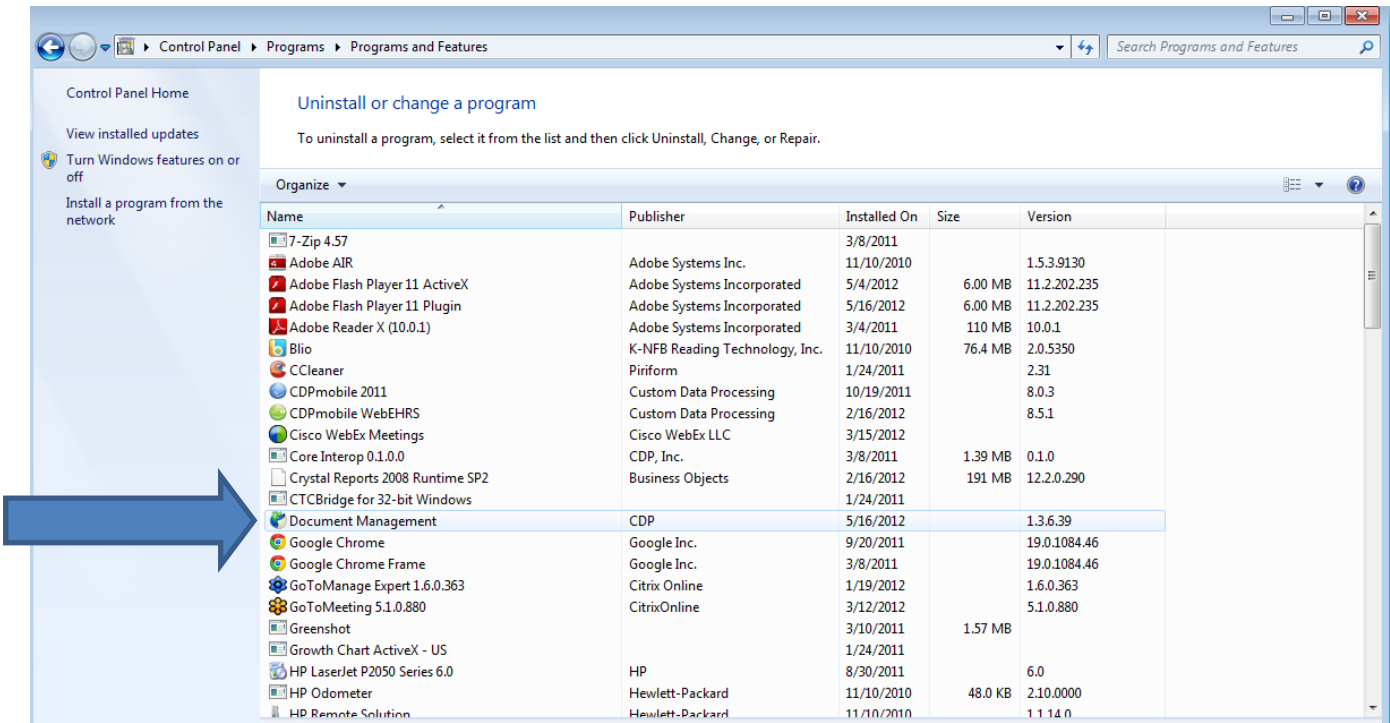 Control Panel Programs Programs and Features Search Programs and Features
Control Panel Home
View installed updates
Turn Windows features on or
off
Install a program from the
network
Uninstall or change a program
To uninstall a program, select it from the list and then click Uninstall, Change, or Repair.
Organize
Name Publisher Installed On Size Version
7-Zip 4.57 3/8/2011
Adobe AIR Adobe Systems Inc. 11/10/2010 1.5.3.9130
Adobe Flash Player 11 ActiveX Adobe Systems Incorporated 5/4/2012 6.00 MB 11.2.202.235
Adobe Flash Player 11 Plugin Adobe Systems Incorporated 5/16/2012 6.00 MB 11.2.202.235
Adobe Reader X (10.0.1) Adobe Systems Incorporated 3/4/2011 110 MB 10.0.1
Blio K-NFB Reading Technology, Inc. 11/10/2010 76.4 MB 2.0.5350
CCleaner Piriform 1/24/2011 2.31
CDPmobile 2011 Custom Data Processing 10/19/2011 8.0.3
CDPmobile WebEHRS Custom Data Processing 2/16/2012 8.5.1
Cisco WebEx Meetings Cisco WebEx LLC 3/15/2012
Core Interop 0.1.0.0 CDP, Inc. 3/8/2011 1.39 MB 0.1.0
Crystal Reports 2008 Runtime SP2 Business Objects 2/16/2012 191 MB 12.2.0.290
CTCBridge for 32-bit Windows 1/24/2011
Document Management CDP 5/16/2012 1.3.6.39
Google Chrome Google Inc. 9/20/2011 19.0.1084.46
Google Chrome Frame Google Inc. 3/8/2011 19.0.1084.46
GoToManage Expert 1.6.0.363 Citrix Online 1/19/2012 1.6.0.363
GoToMeeting 5.1.0.880 CitrixOnline 3/12/2012 5.1.0.880
Greenshot 3/10/2011 1.57 MB
Growth Chart ActiveX - US 1/24/2011
HP LaserJet P2050 Series 6.0 HP 8/30/2011 6.0
HP Odometer Hewlett-Packard 11/10/2010 48.0 KB 2.10.0000
HP Remote Solution Hewlett-Packard 11/10/2010 1.1.14.0